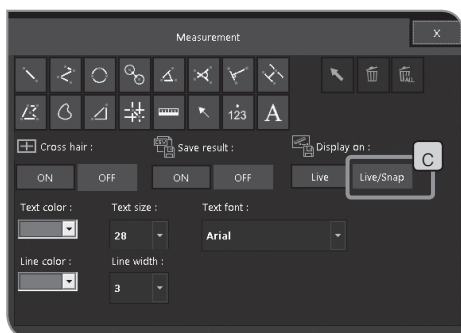 Measurement X
ALL
123 A
Cross hair : Save result : Display on :
C
ON OFF ON OFF Live Live/Snap
Text color : Text size : Text font :
28 Arial
Line color : Line width :
3